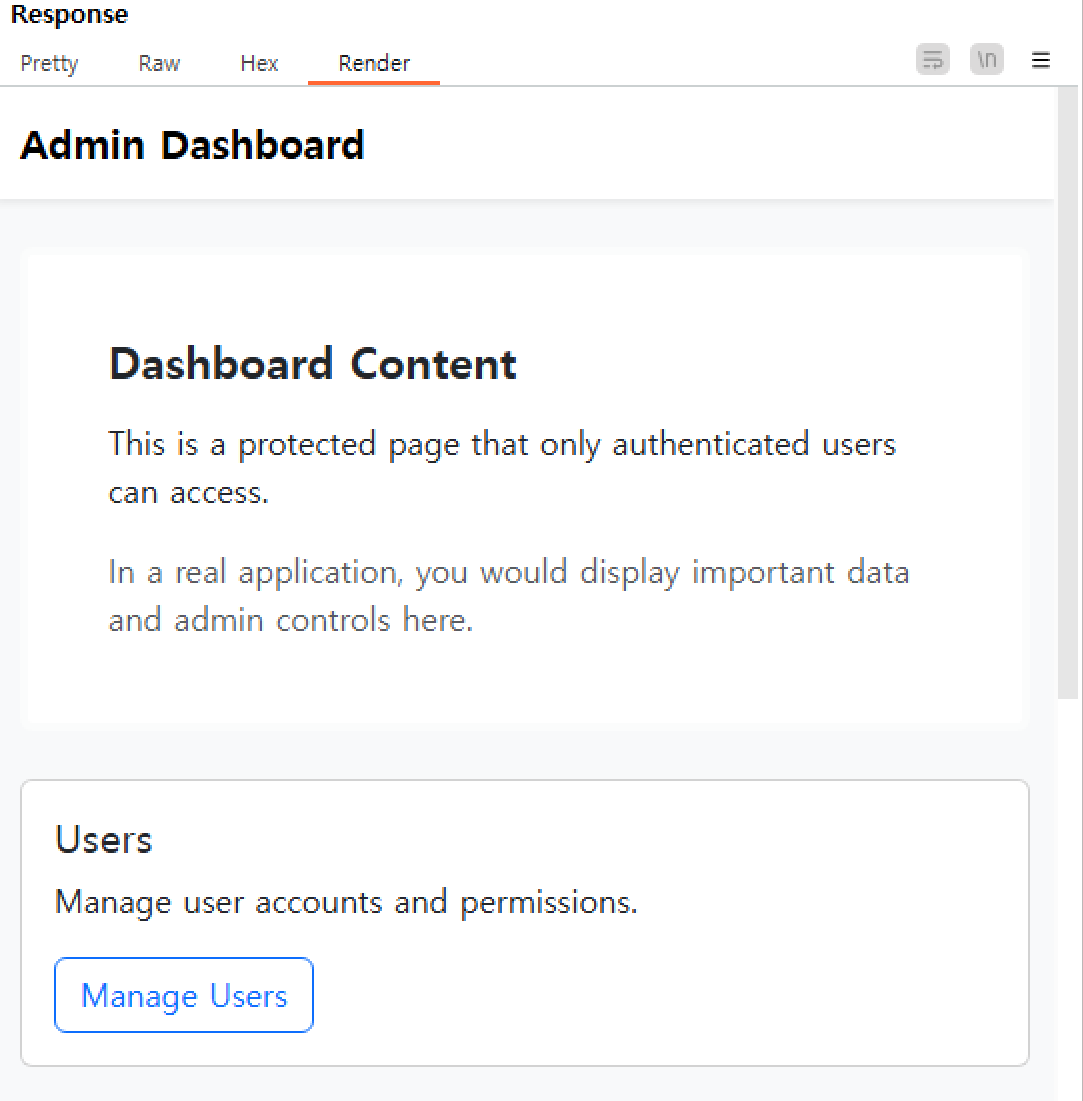 Response
Pretty Raw Hex Render \n
Admin Dashboard
Dashboard Content
This is a protected page that only authenticated users
can access.
In a real application, you would display important data
and admin controls here.
Users
Manage user accounts and permissions.
Manage Users